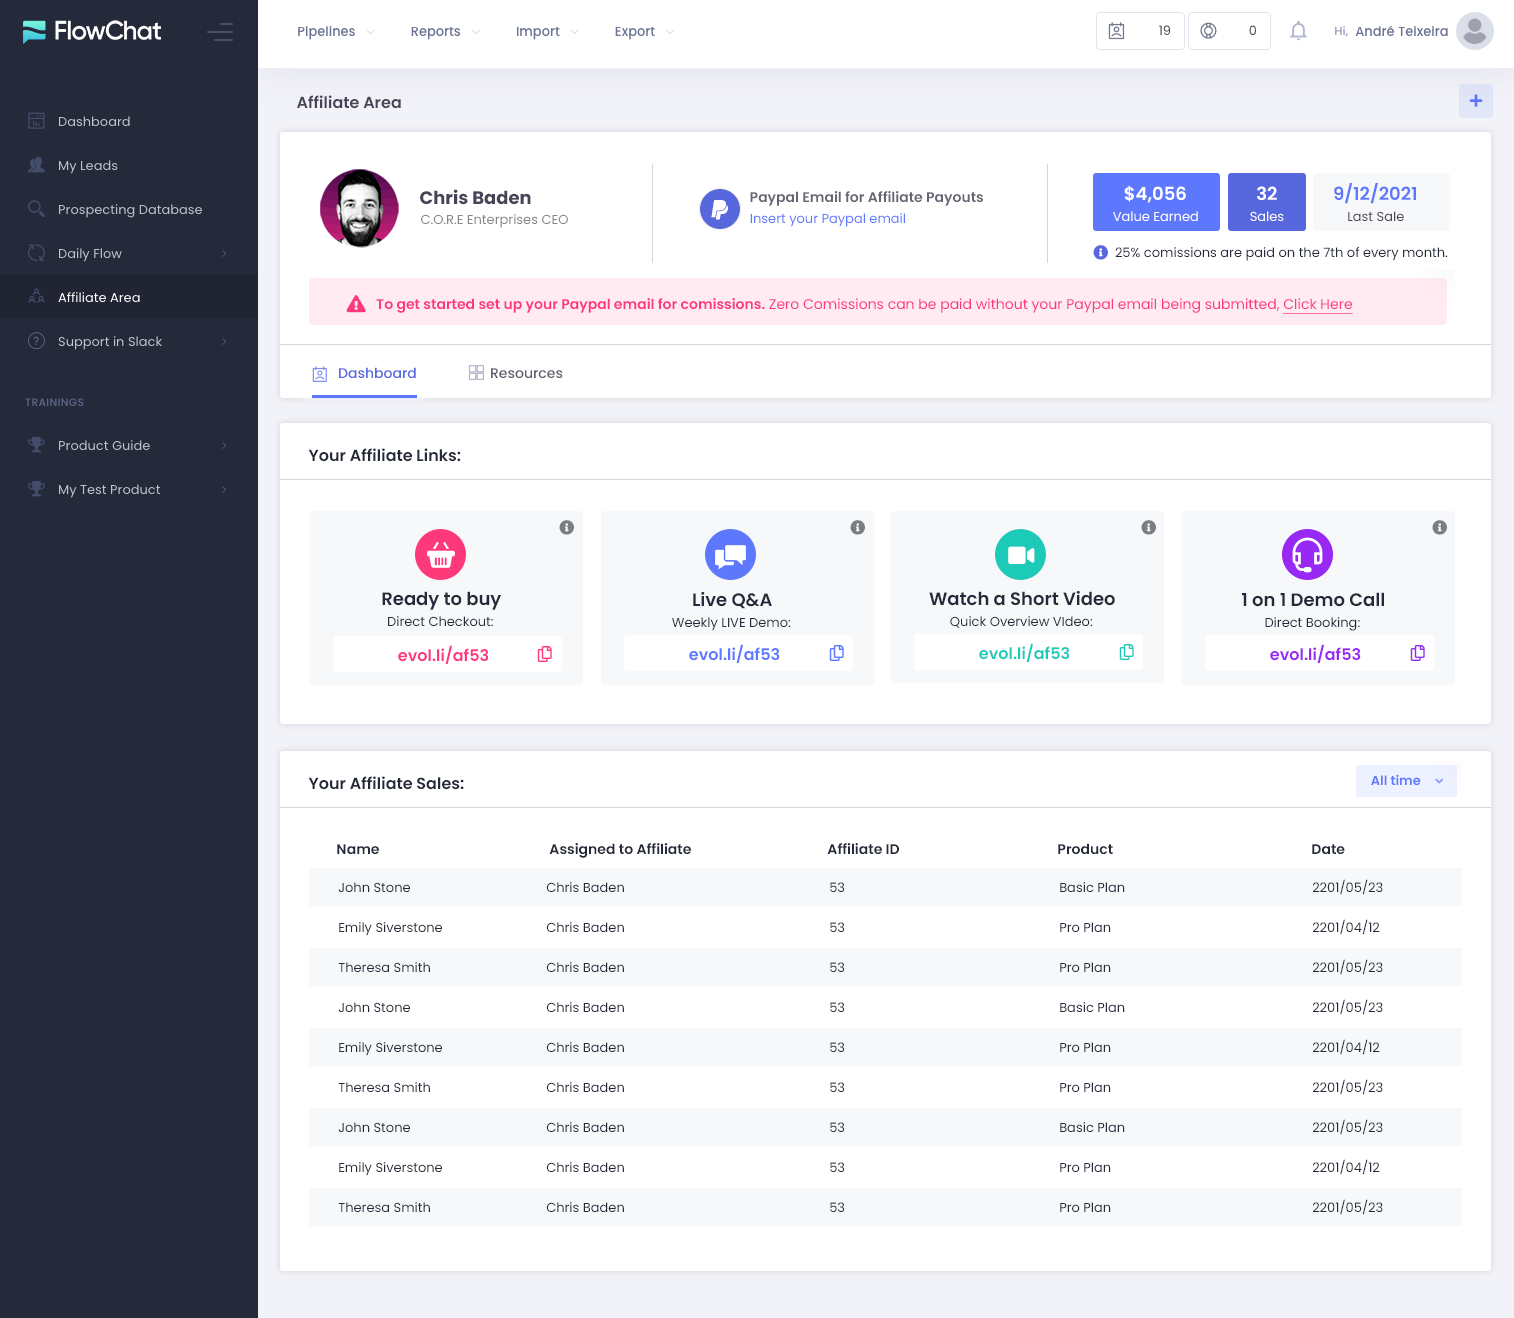 FlowChat
Pipelines
Reports
Import
Export
19
0
Hi, André Teixeira
Dashboard
My Leads
Prospecting Database
Daily Flow
Affiliate Area
Support in Slack
TRAININGS
Product Guide
My Test Product
Affiliate Area
Chris Baden
C.O.R.E Enterprises CEO
Paypal Email for Affiliate Payouts
Insert your Paypal email
$4,056
Value Earned
32
Sales
9/12/2021
Last Sale
25% comissions are paid on the 7th of every month.
To get started set up your Paypal email for comissions. Zero Comissions can be paid without your Paypal email being submitted, Click Here
Dashboard
Resources
Your Affiliate Links:
Ready to buy
Direct Checkout:
evol.li/af53
Live Q&A
Weekly LIVE Demo:
evol.li/af53
Watch a Short Video
Quick Overview VIdeo:
evol.li/af53
1 on 1 Demo Call
Direct Booking:
evol.li/af53
Your Affiliate Sales:
All time
Name Assigned to Affiliate Affiliate ID Product Date
John Stone Chris Baden 53 Basic Plan 2201/05/23
Emily Siverstone Chris Baden 53 Pro Plan 2201/04/12
Theresa Smith Chris Baden 53 Pro Plan 2201/05/23
John Stone Chris Baden 53 Basic Plan 2201/05/23
Emily Siverstone Chris Baden 53 Pro Plan 2201/04/12
Theresa Smith Chris Baden 53 Pro Plan 2201/05/23
John Stone Chris Baden 53 Basic Plan 2201/05/23
Emily Siverstone Chris Baden 53 Pro Plan 2201/04/12
Theresa Smith Chris Baden 53 Pro Plan 2201/05/23